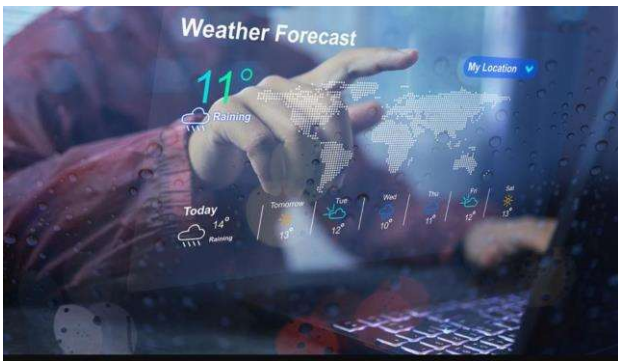 Weather Forecast
My Location
11°
Raining
Today
14°
Raining
Tomorrow
13°
Tue
12°
Wed
10°
Thu
11°
Fri
12°
Sat
13°